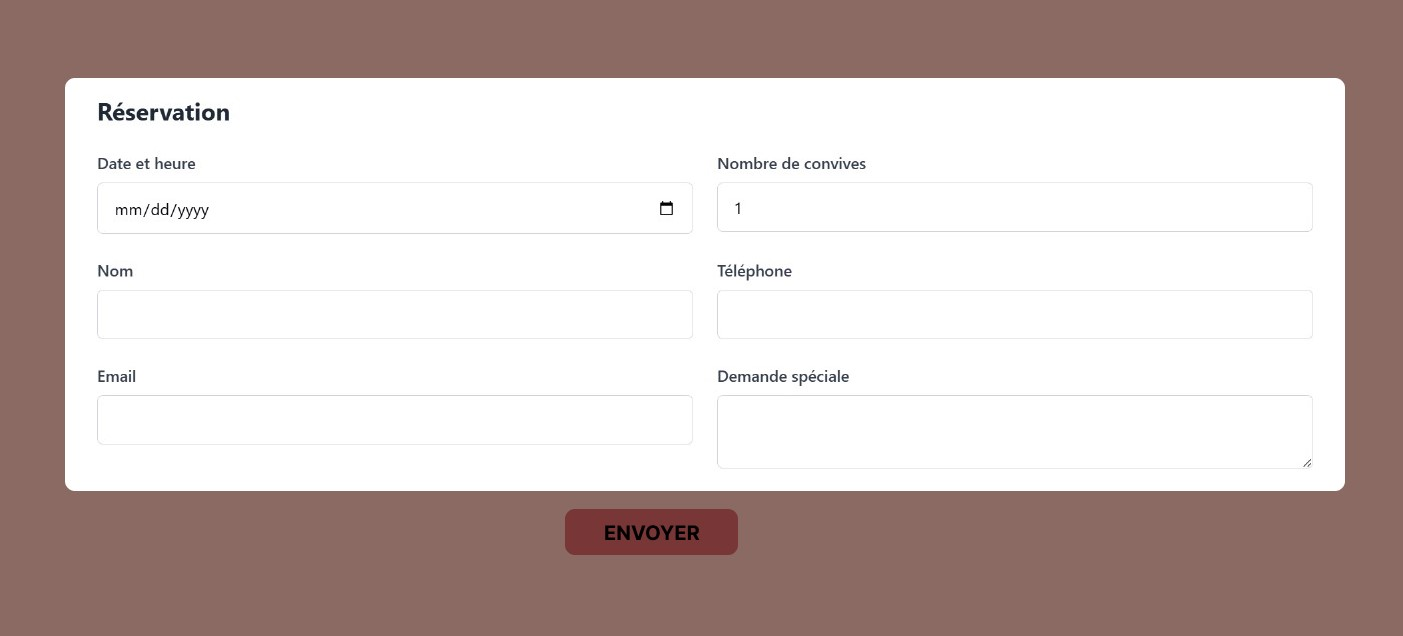 Réservation
Date et heure
Nombre de convives
mm/dd/yyyy
1
Nom
Téléphone
Email
Demande spéciale
ENVOYER